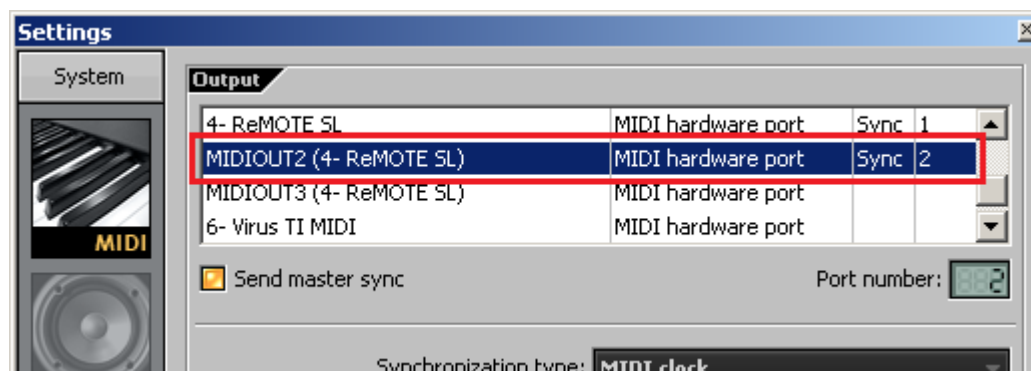 Settings
System
Output
4- ReMOTE SL MIDI hardware port Sync 1
MIDIOUT2 (4- ReMOTE SL) MIDI hardware port Sync 2
MIDIOUT3 (4- ReMOTE SL) MIDI hardware port
6- Virus TI MIDI MIDI hardware port
MIDI
Send master sync Port number: 2
Synchronization type: MIDI clock